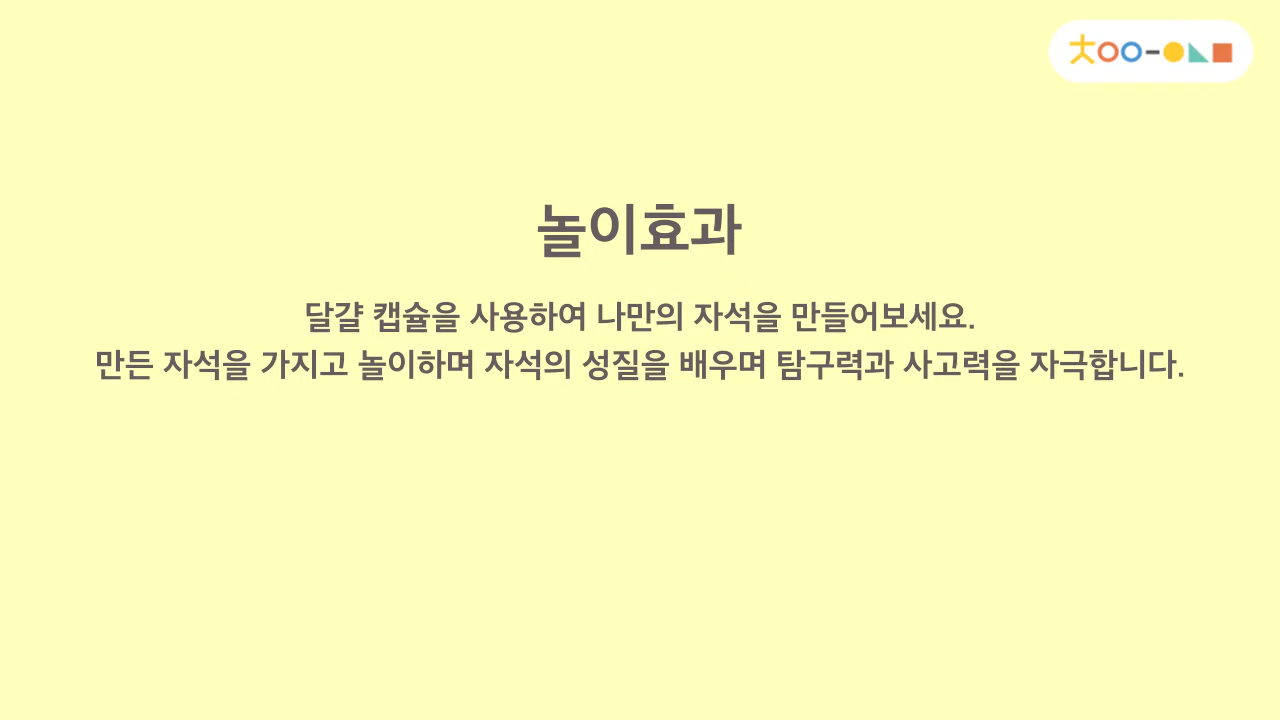 놀이효과
달걀 캡슐을 사용하여 나만의 자석을 만들어보세요.
만든 자석을 가지고 놀이하며 자석의 성질을 배우며 탐구력과 사고력을 자극합니다.